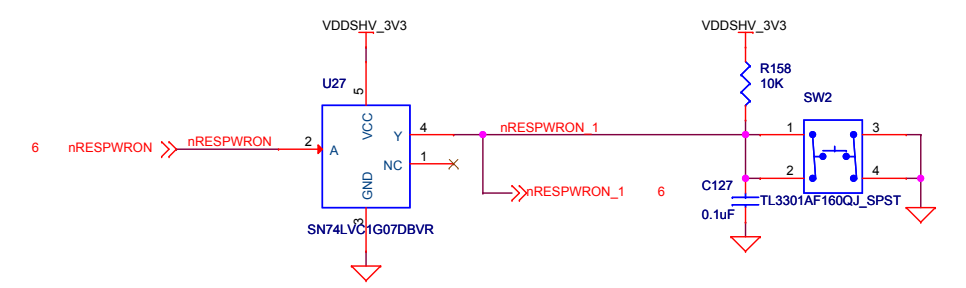 VDDSHV_3V3
VDDSHV_3V3
U27
R158
10K
SW2
5
VCC
6
nRESPWRON
nRESPWRON
2
A
Y
4
nRESPWRON_1
1
3
NC
1
GND
3
nRESPWRON_1
6
2
4
C127
0.1uF
TL3301AF160QJ_SPST
SN74LVC1G07DBVR